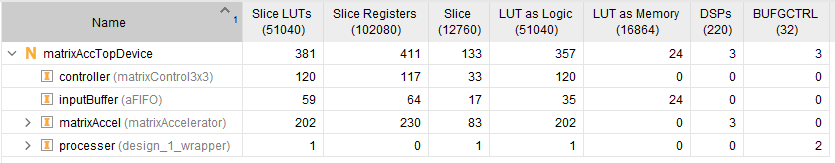 Name 1 Slice LUTs (51040) Slice Registers (102080) Slice (12760) LUT as Logic (51040) LUT as Memory (16864) DSPs (220) BUFGCTRL (32)
N matrixAccTopDevice 381 411 133 357 24 3 3
I controller (matrixControl3x3) 120 117 33 120 0 0 0
I inputBuffer (aFIFO) 59 64 17 35 24 0 0
I matrixAccel (matrixAccelerator) 202 230 83 202 0 3 0
I processer (design_1_wrapper) 1 0 1 1 0 0 2